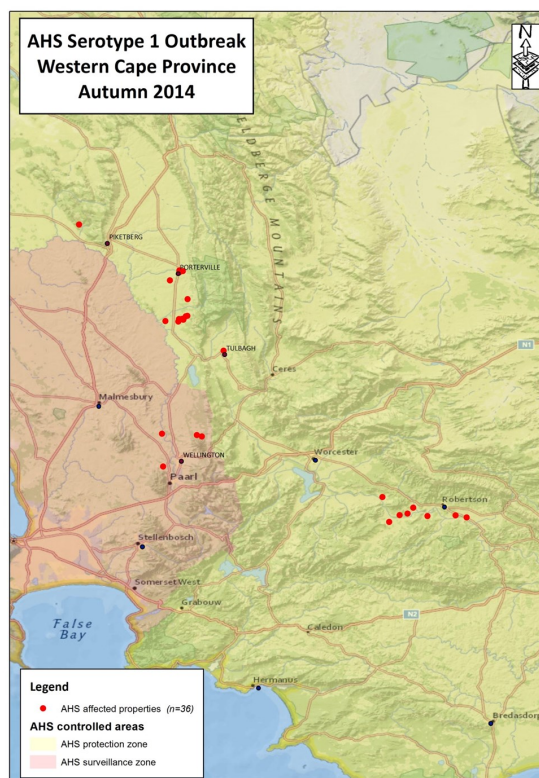 AHS Serotype 1 Outbreak
Western Cape Province
Autumn 2014
N
MOUNTAINS
PIKETBERG
PORTERVILLE
TULBAGH
N1
Ceres
Malmesbury
Worcester
WELLINGTON
Paarl
Robertson
Stellenbosch
Somerset West
Grabouw
N2
False
Bay
Caledon
Hermanus
Bredasdorp
Legend
AHS affected properties (n=36)
AHS controlled areas
AHS protection zone
AHS surveillance zone